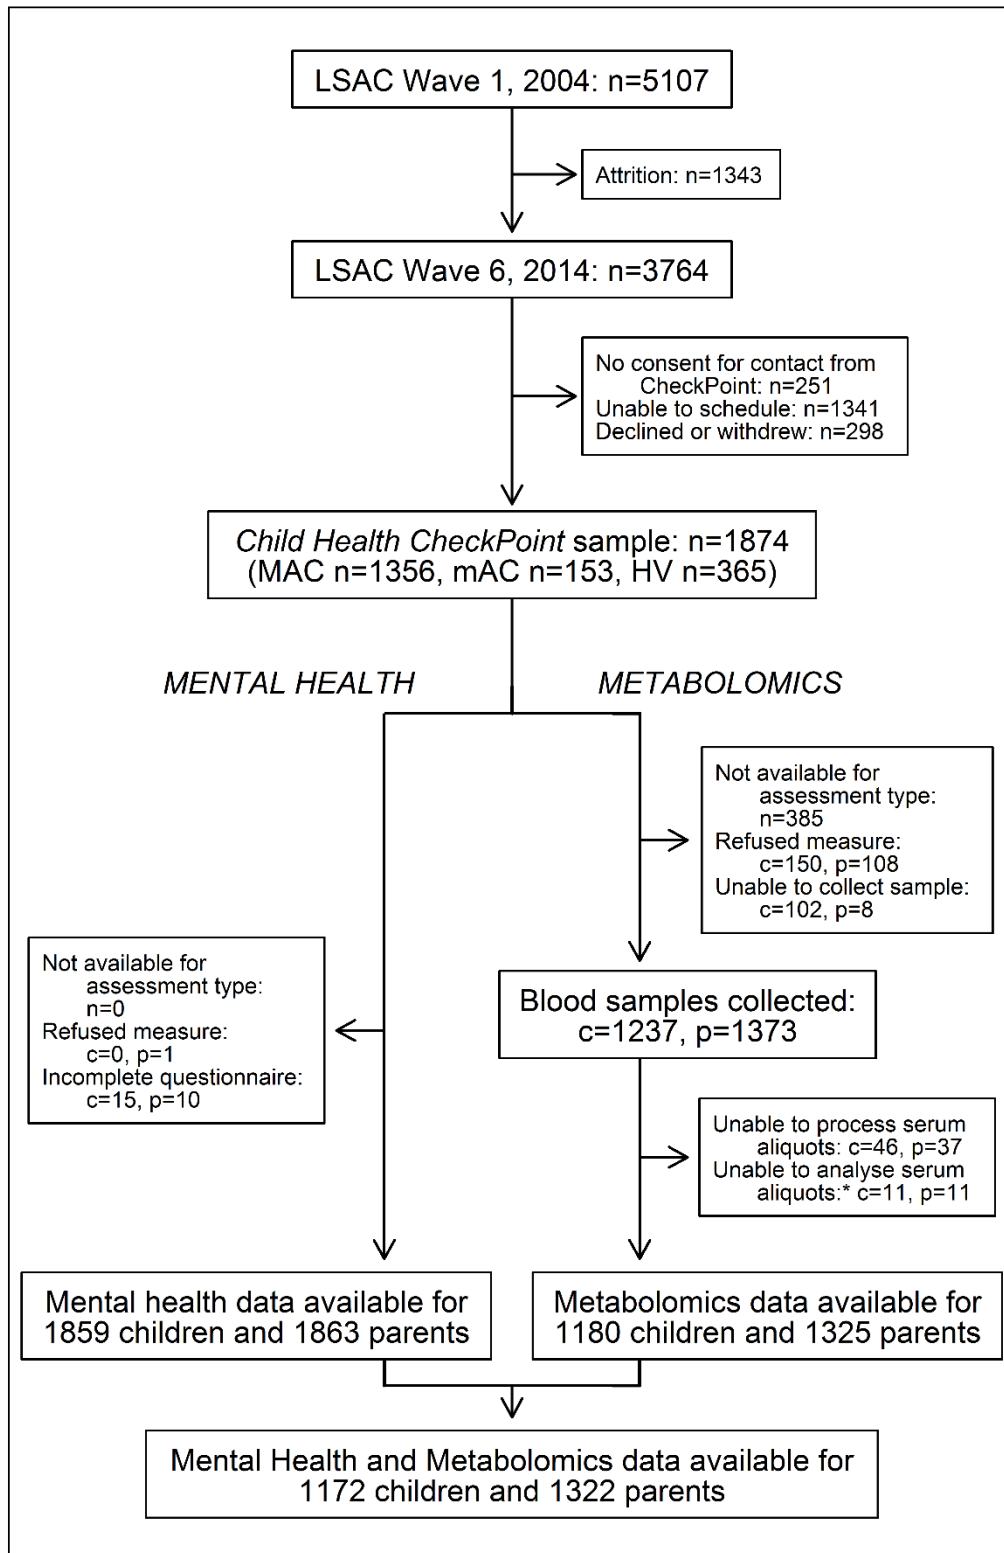 LSAC Wave 1, 2004: n=5107
Attrition: n=1343
LSAC Wave 6, 2014: n=3764
No consent for contact from
CheckPoint: n=251
Unable to schedule: n=1341
Declined or withdrew: n=298
Child Health CheckPoint sample: n=1874
(MAC n=1356, mAC n=153, HV n=365)
MENTAL HEALTH
METABOLOMICS
Not available for
assessment type:
n=385
Refused measure:
c=150, p=108
Unable to collect sample:
c=102, p=8
Not available for
assessment type:
n=0
Refused measure:
c=0, p=1
Incomplete questionnaire:
c=15, p=10
Blood samples collected:
c=1237, p=1373
Unable to process serum
aliquots: c=46, p=37
Unable to analyse serum
aliquots:* c=11, p=11
Mental health data available for
1859 children and 1863 parents
Metabolomics data available for
1180 children and 1325 parents
Mental Health and Metabolomics data available for
1172 children and 1322 parents